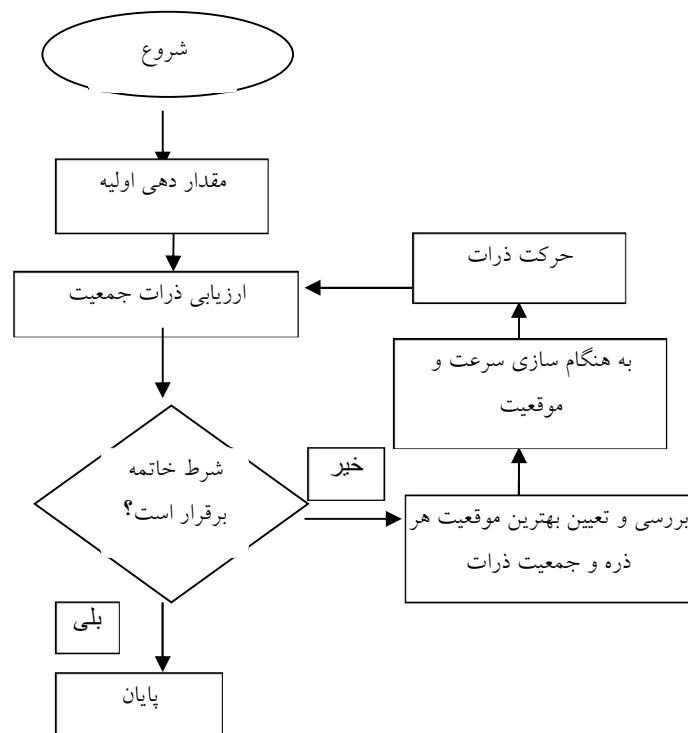 شروع
مقدار دهی اولیه
ارزیابی ذرات جمعیت
شرط خاتمه
برقرار است؟
بلی
پایان
خیر
بررسی و تعیین بهترین موقعیت هر
ذره و جمعیت ذرات
به هنگام سازی سرعت و
موقعیت
حرکت ذرات